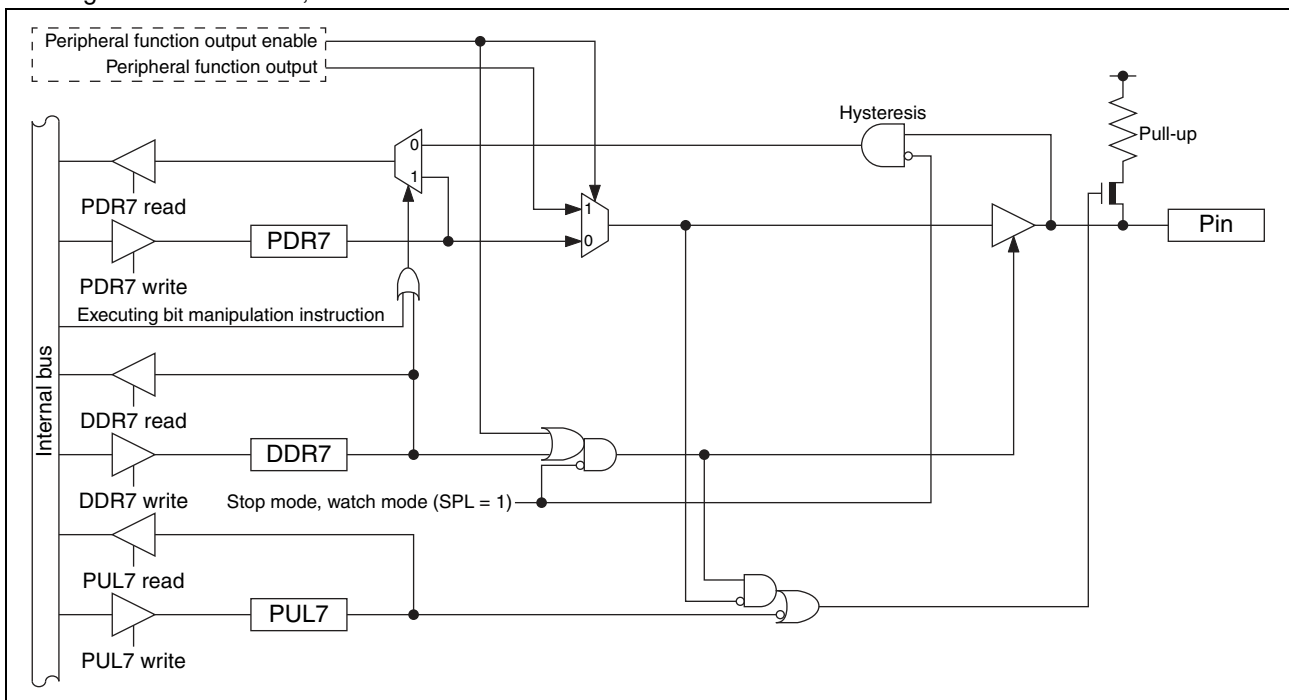 Peripheral function output enable
Peripheral function output
Hysteresis
Pull-up
0
1
PDR7 read
1
PDR7
0
Pin
PDR7 write
Executing bit manipulation instruction
Internal bus
DDR7 read
DDR7
DDR7 write
Stop mode, watch mode (SPL = 1)
PUL7 read
PUL7
PUL7 write